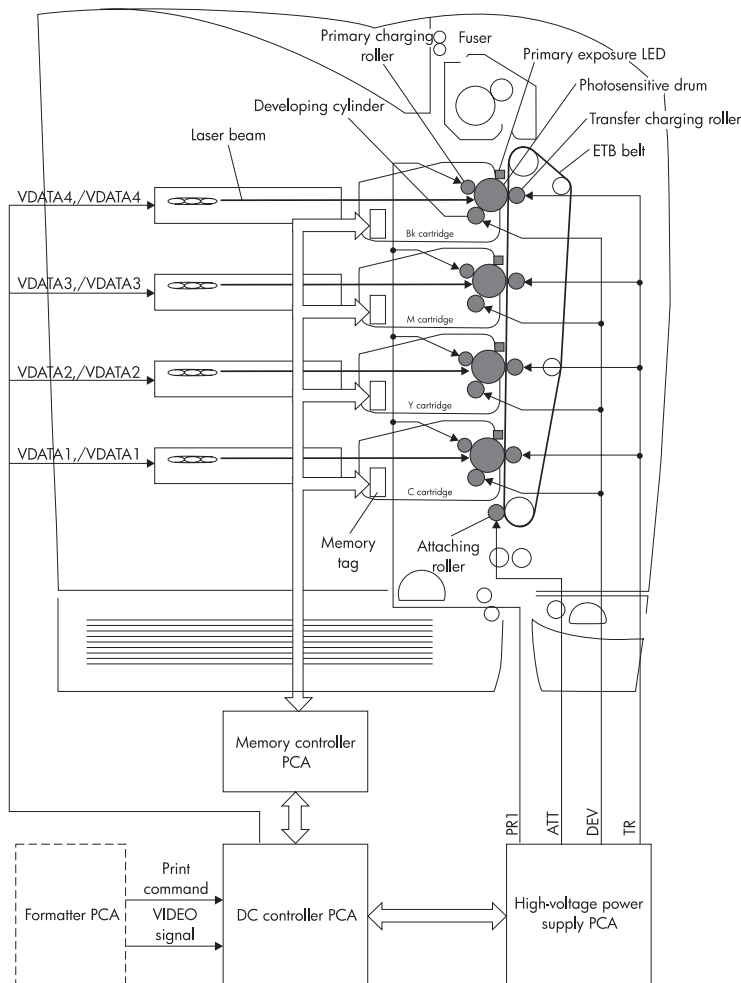 Primary charging
roller
Fuser
Primary exposure LED
Photosensitive drum
Developing cylinder
Transfer charging roller
Laser beam
ETB belt
VDATA4,/VDATA4
Bk cartridge
VDATA3,/VDATA3
M cartridge
VDATA2,/VDATA2
Y cartridge
VDATA1,/VDATA1
C cartridge
Memory
tag
Attaching
roller
Memory controller
PCA
PR1
ATT
DEV
TR
Formatter PCA
Print
command
VIDEO
signal
DC controller PCA
High-voltage power
supply PCA